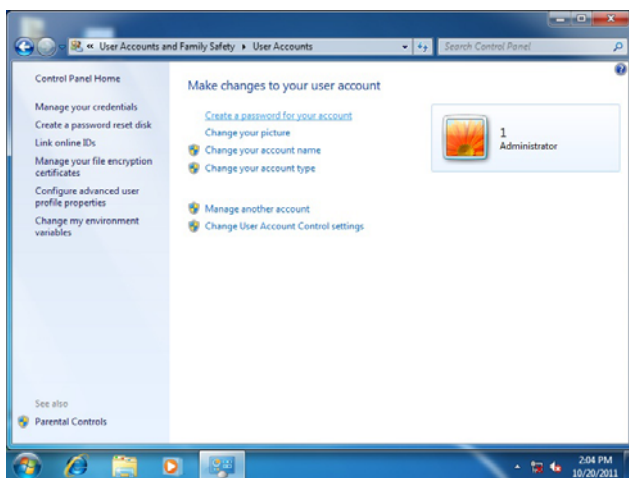 « User Accounts and Family Safety ▸ User Accounts
Search Control Panel
Control Panel Home
Manage your credentials
Create a password reset disk
Link online IDs
Manage your file encryption
certificates
Configure advanced user
profile properties
Change my environment
variables
See also
Parental Controls
Make changes to your user account
Create a password for your account
Change your picture
Change your account name
Change your account type
Manage another account
Change User Account Control settings
1
Administrator
2:04 PM
10/20/2011